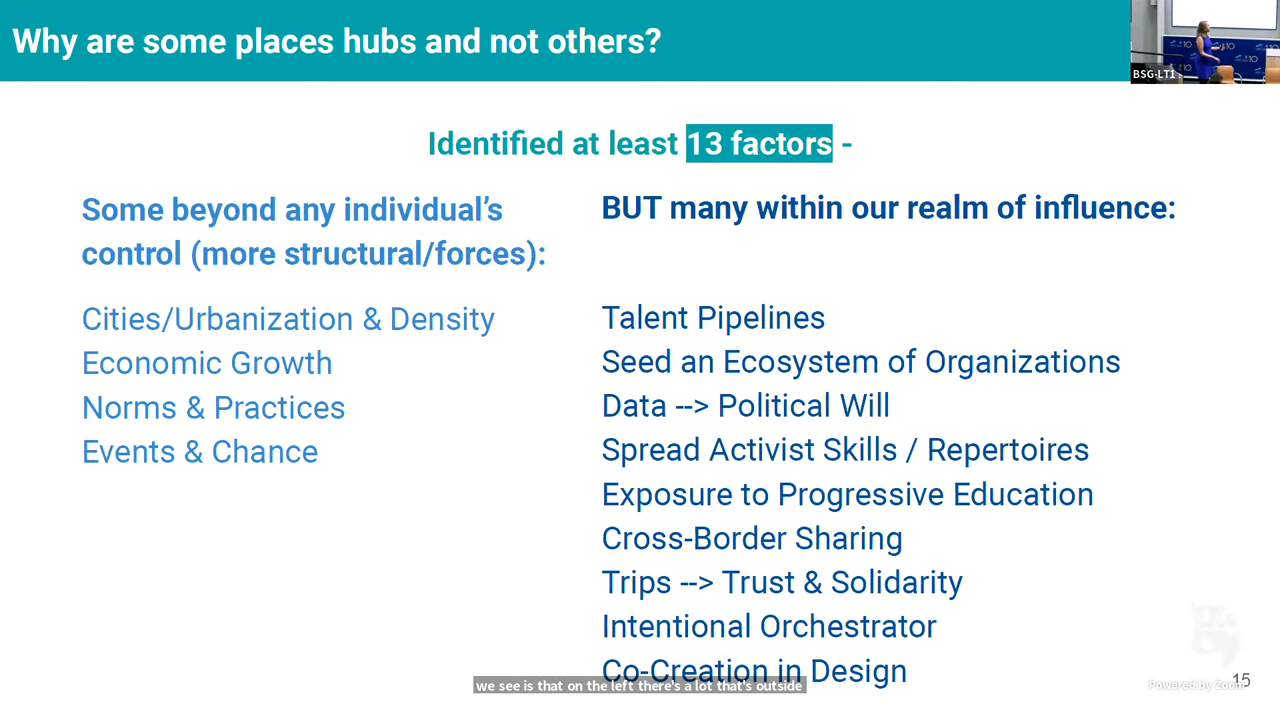 Why are some places hubs and not others?
BSG-LT1
Identified at least 13 factors -
Some beyond any individual's
control (more structural/forces):
Cities/Urbanization & Density
Economic Growth
Norms & Practices
Events & Chance
BUT many within our realm of influence:
Talent Pipelines
Seed an Ecosystem of Organizations
Data --> Political Will
Spread Activist Skills / Repertoires
Exposure to Progressive Education
Cross-Border Sharing
Trips --> Trust & Solidarity
Intentional Orchestrator
Co-Creation in Design
we see is that on the left there's a lot that's outside
Powered by Zoom
15